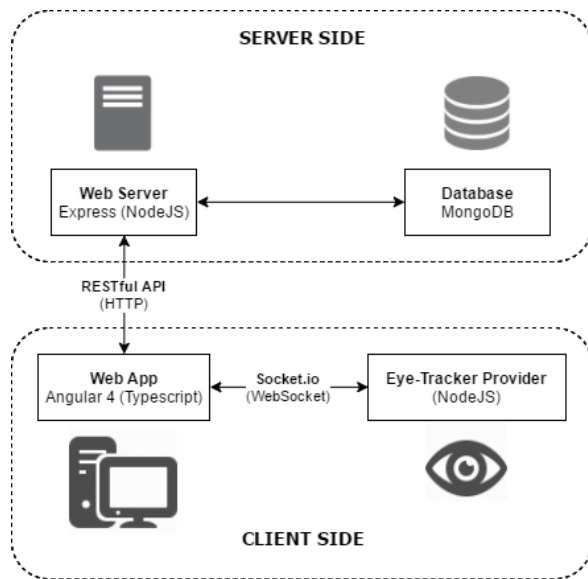 SERVER SIDE
Web Server
Express (NodeJS)
Database
MongoDB
RESTful API
(HTTP)
Web App
Angular 4 (Typescript)
Socket.io
(WebSocket)
Eye-Tracker Provider
(NodeJS)
CLIENT SIDE